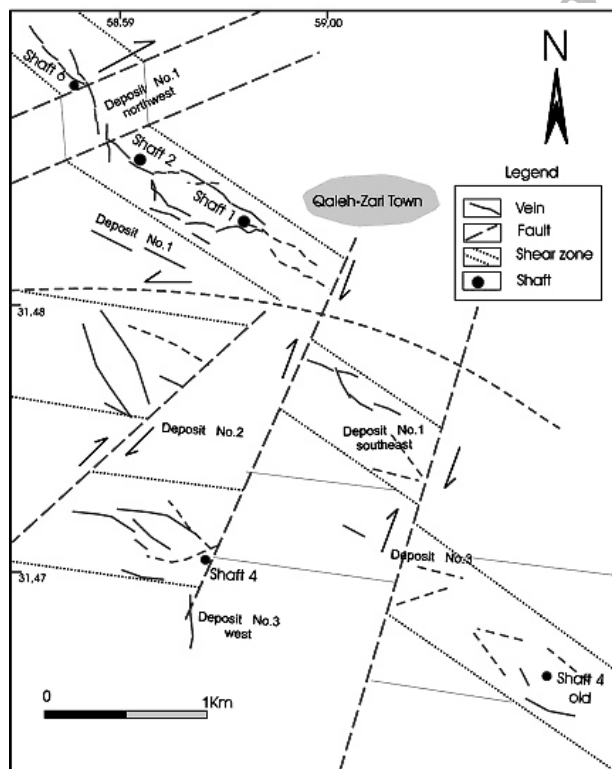 58,59
59,00
N
Shaft 6
Deposit No.1
northwest
Shaft 2
Shaft 1
Qaleh-Zari Town
Legend
Vein
Fault
Shear zone
Shaft
Deposit No.1
31,48
Deposit No.2
Deposit No.1
southeast
Deposit No.3
31,47
Shaft 4
Deposit No.3
west
Shaft 4
old
0
1Km